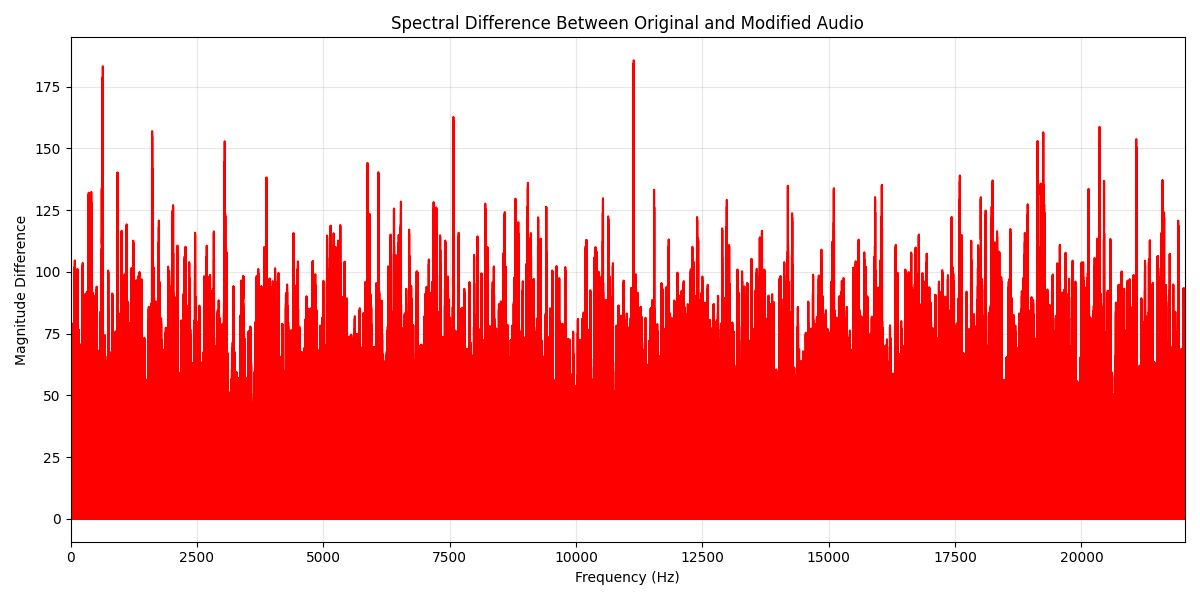 Spectral Difference Between Original and Modified Audio
Magnitude Difference
175
150
125
100
75
50
25
0
0 2500 5000 7500 10000 12500 15000 17500 20000
Frequency (Hz)